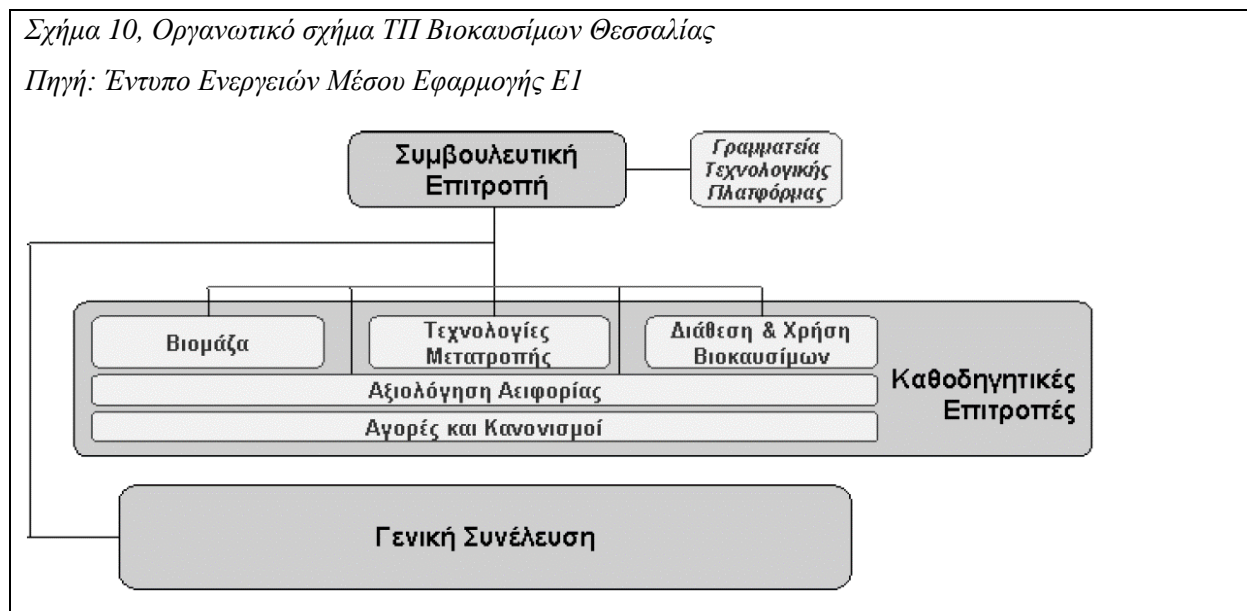 Σχήμα 10, Οργανωτικό σχήμα ΤΠ Βιοκαυσίμων Θεσσαλίας
Πηγή: Έντυπο Ενεργειών Μέσου Εφαρμογής Ε1
Συμβουλευτική
Επιτροπή
Γραμματεία
Τεχνολογικής
Πλατφόρμας
Βιομάζα
Τεχνολογίες
Μετατροπής
Διάθεση & Χρήση
Βιοκαυσίμων
Αξιολόγηση Αειφορίας
Αγορές και Κανονισμοί
Καθοδηγητικές
Επιτροπές
Γενική Συνέλευση